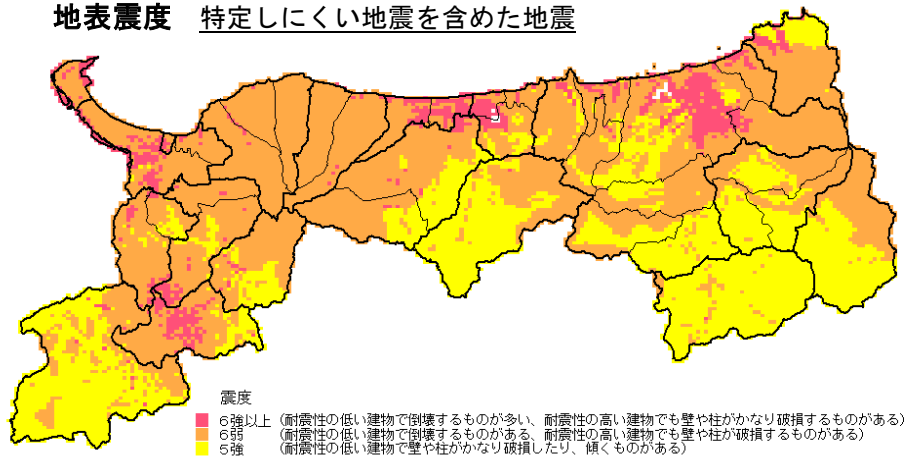 地表震度 特定しにくい地震を含めた地震
震度
６強以上 (耐震性の低い建物で倒壊するものが多い、耐震性の高い建物でも壁や柱がかなり破損するものがある)
６弱 (耐震性の低い建物で倒壊するものがある、耐震性の高い建物でも壁や柱が破損するものがある)
５強 (耐震性の低い建物で壁や柱がかなり破損したり、傾くものがある)